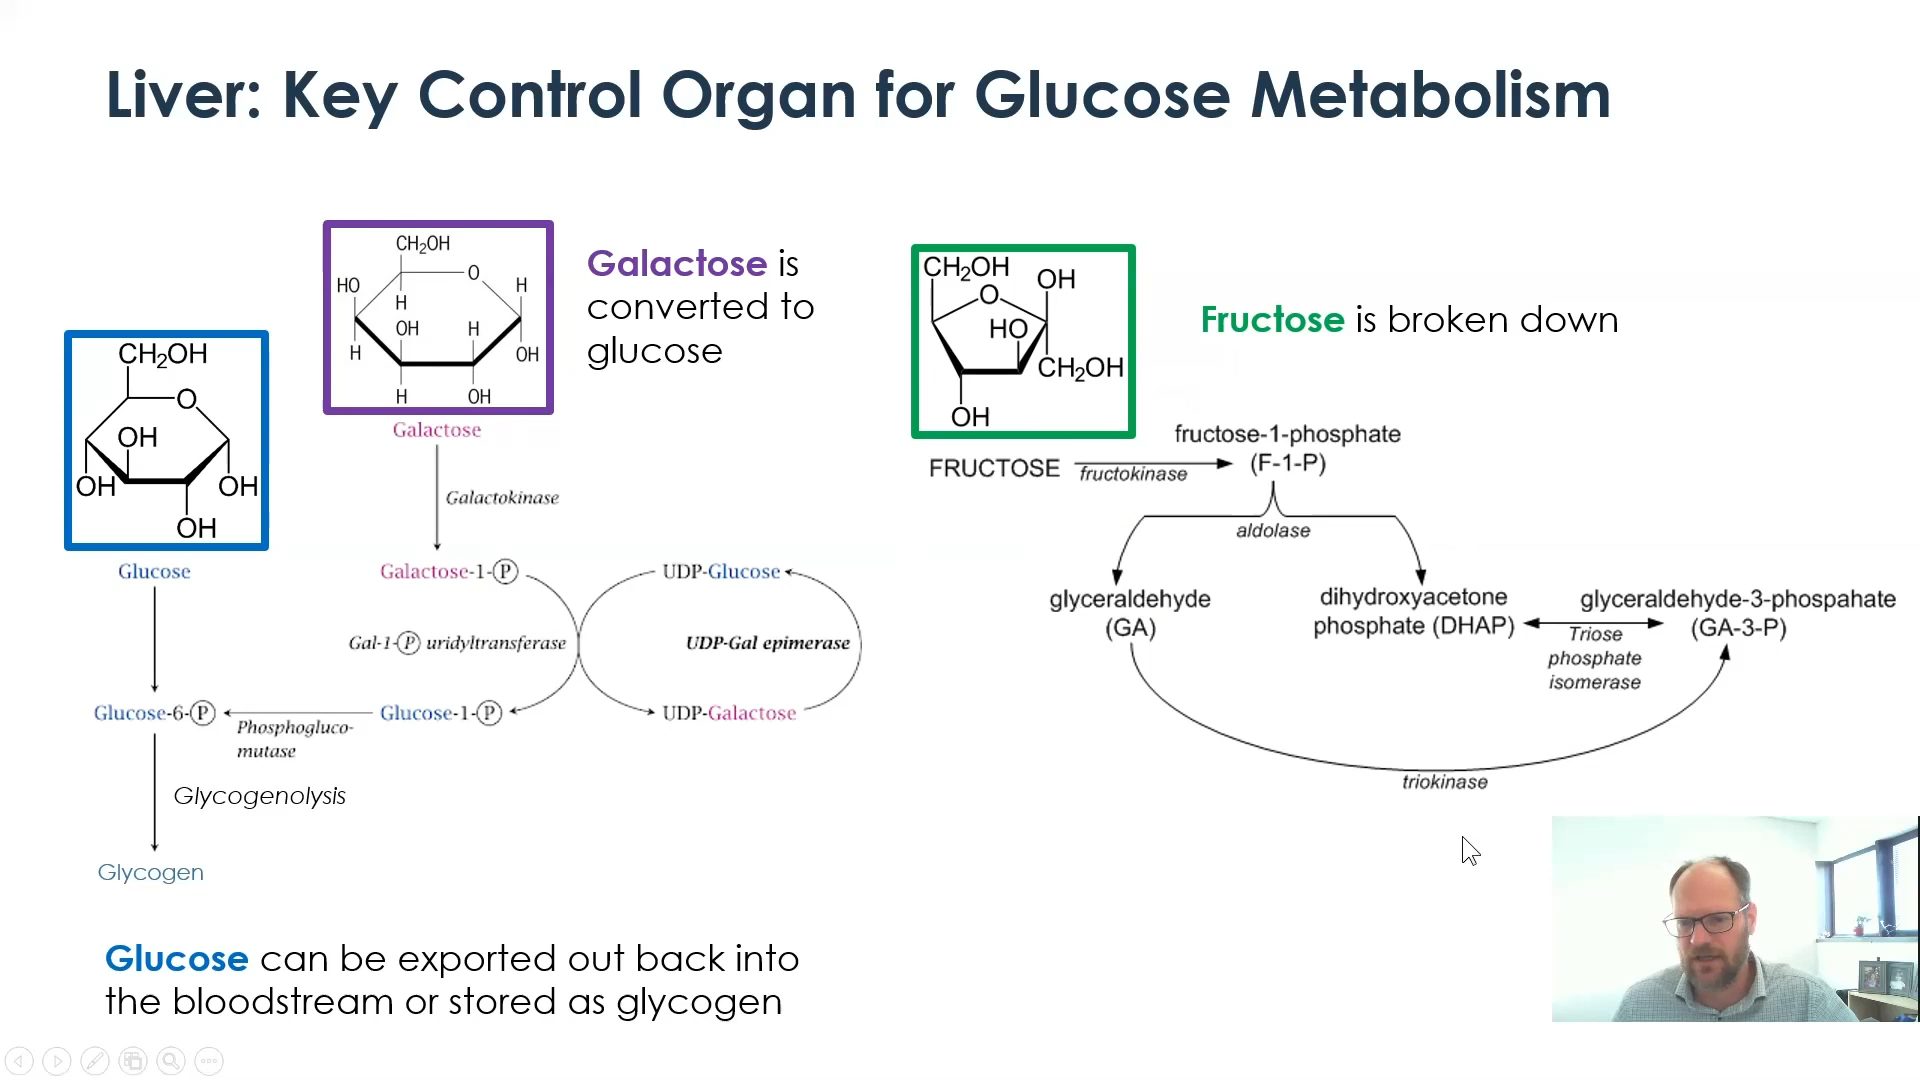 Liver: Key Control Organ for Glucose Metabolism
CH₂OH
O
OH
OH
OH
OH
Glucose
CH₂OH
HO
O
H
H
OH
H
H
OH
H
OH
Galactose
Galactose is
converted to
glucose
Galactokinase
Galactose-1-P
UDP-Glucose
Gal-1-P uridyltransferase
UDP-Gal epimerase
Glucose-6-P
Glucose-1-P
UDP-Galactose
Phosphogluco-
mutase
Glycogenolysis
Glycogen
Glucose can be exported out back into
the bloodstream or stored as glycogen
CH₂OH
OH
O
HO
CH₂OH
OH
Fructose is broken down
FRUCTOSE
fructokinase
fructose-1-phosphate
(F-1-P)
aldolase
glyceraldehyde
(GA)
dihydroxyacetone
phosphate (DHAP)
Triose
phosphate
isomerase
glyceraldehyde-3-phospahate
(GA-3-P)
triokinase